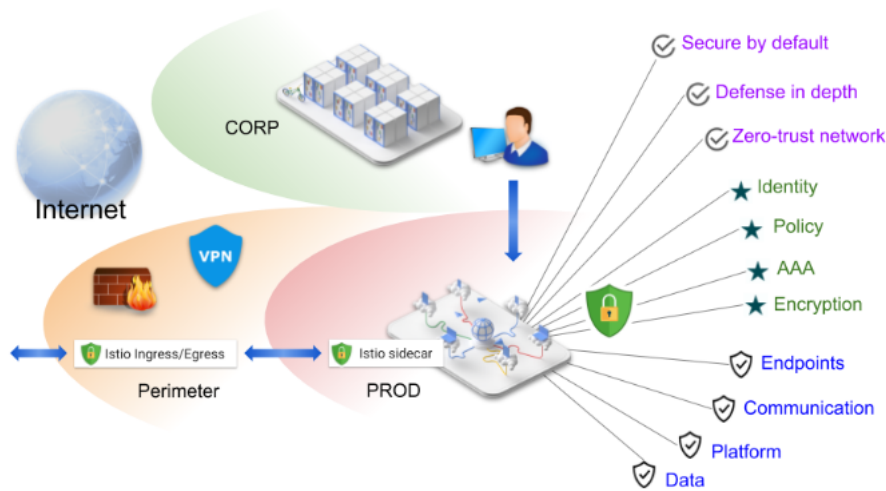 Secure by default
Defense in depth
CORP
Zero-trust network
Identity
Internet
VPN
Policy
AAA
Encryption
Istio Ingress/Egress
Istio sidecar
Endpoints
Perimeter
PROD
Communication
Platform
Data